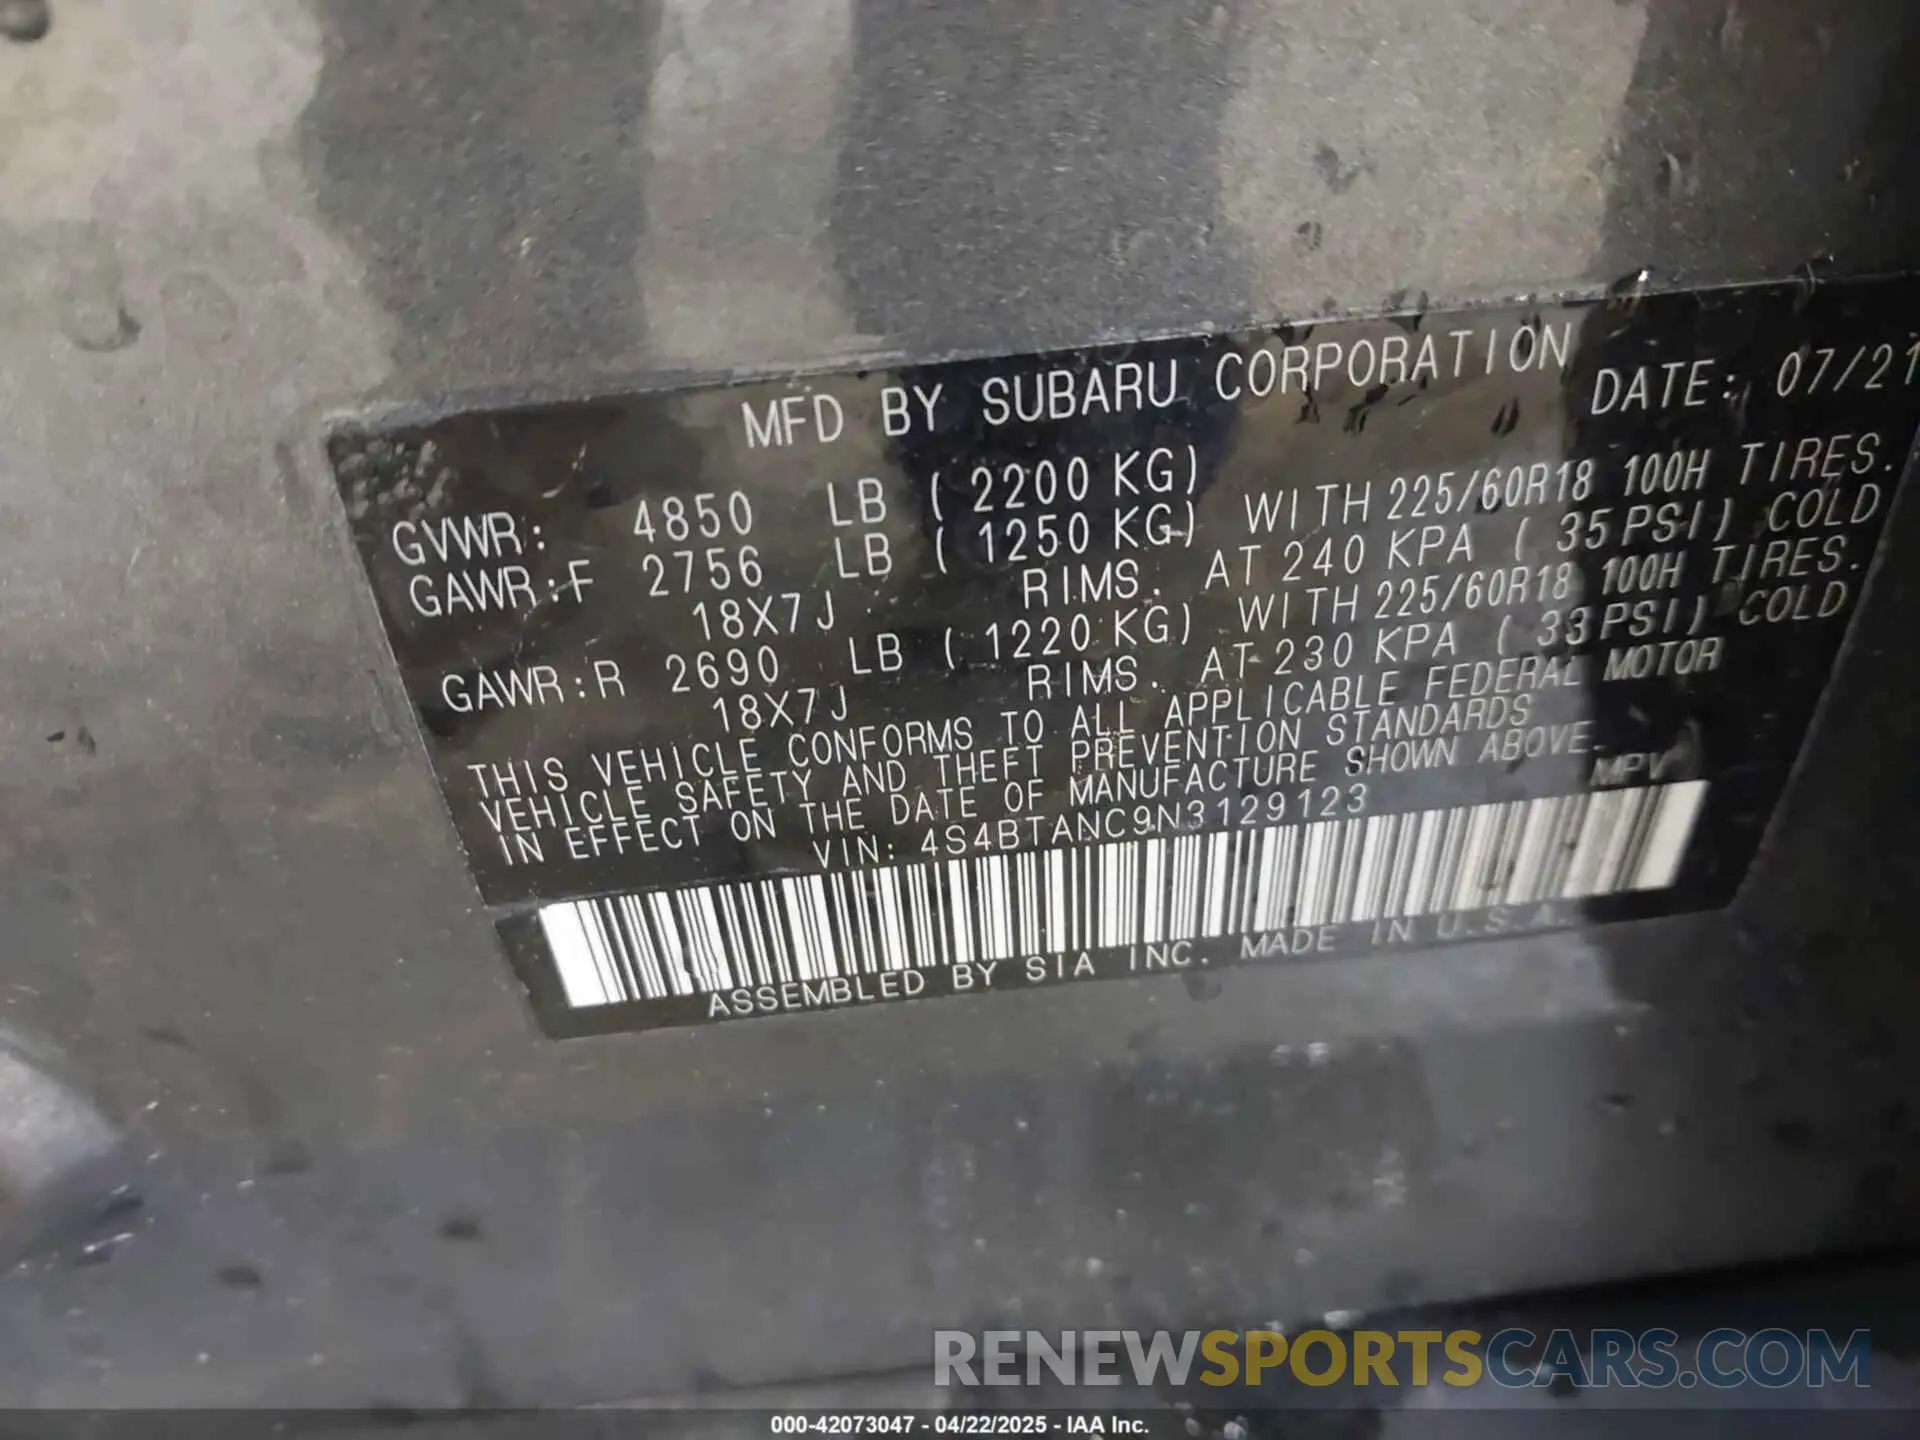 MFD BY SUBARU CORPORATION DATE: 07/21
GVWR: 4850 LB ( 2200 KG)
GAWR:F 2756 LB ( 1250 KG) WITH 225/60R18 100H TIRES.
18X7J RIMS. AT 240 KPA ( 35 PSI) COLD
GAWR:R 2690 LB ( 1220 KG) WITH 225/60R18 100H TIRES.
18X7J RIMS. AT 230 KPA ( 33 PSI) COLD
THIS VEHICLE CONFORMS TO ALL APPLICABLE FEDERAL MOTOR
VEHICLE SAFETY AND THEFT PREVENTION STANDARDS
IN EFFECT ON THE DATE OF MANUFACTURE SHOWN ABOVE.
VIN: 4S4BTANC9N3129123 MPV
ASSEMBLED BY SIA INC. MADE IN U.S.A.
RENEWSPORTSCARS.COM
000-42073047 - 04/22/2025 - IAA Inc.